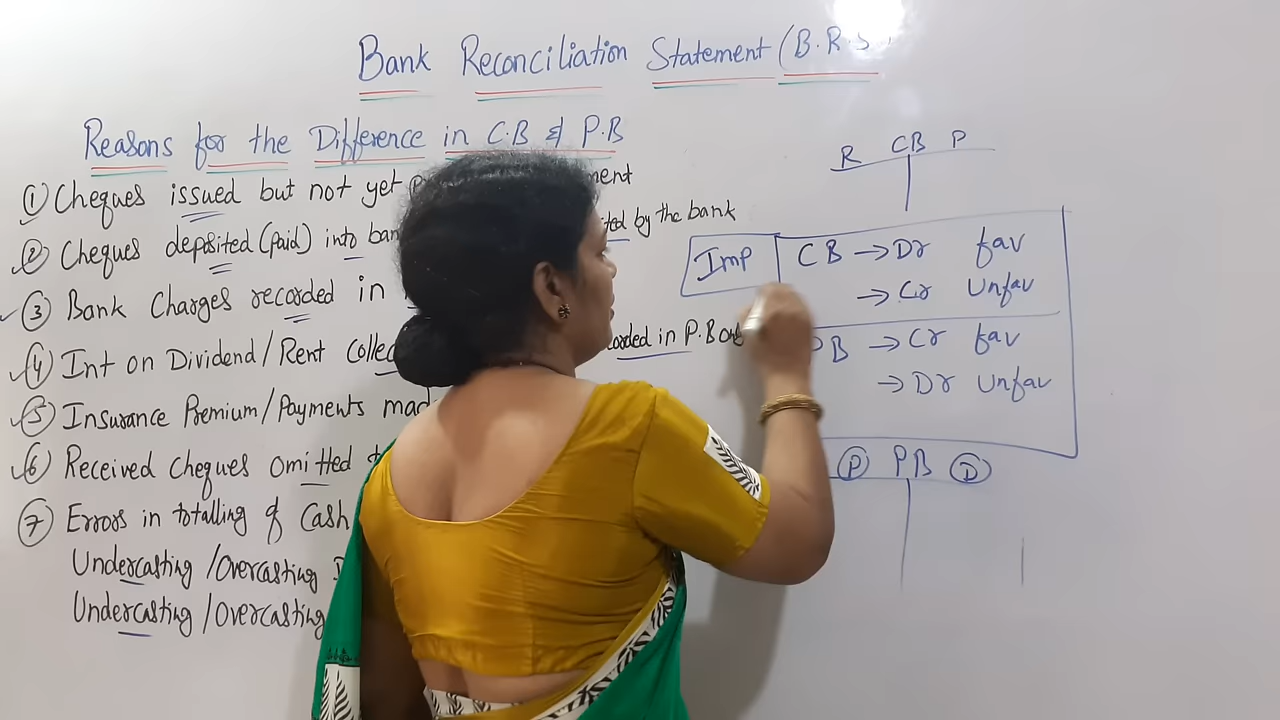 Bank Reconciliation Statement (B.R.S.
Reasons for the Difference in C.B & P.B
① Cheques issued but not yet
② Cheques deposited (Paid) into by the bank
③ Bank Charges recorded in
④ Int on Dividend/Rent in P.B
⑤ Insurance Premium/Payments
⑥ Received Cheques omitted
⑦ Errors in totalling of Cash
Undercasting /Overcasting
Undercasting /Overcasting
R CB P
Imp CB → Dr fav
→ Cr Unfav
PB → Cr fav
→ Dr Unfav
Ⓟ PB Ⓓ